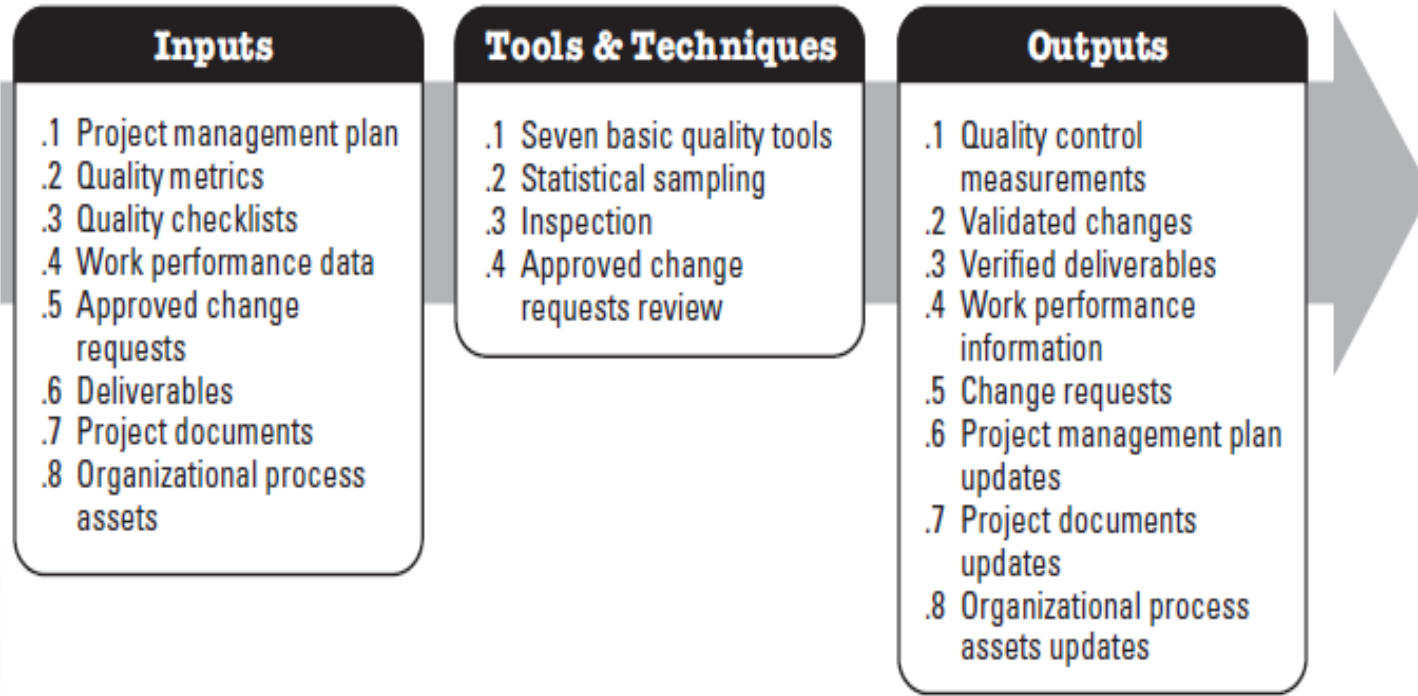 Inputs
.1 Project management plan
.2 Quality metrics
.3 Quality checklists
.4 Work performance data
.5 Approved change
requests
.6 Deliverables
.7 Project documents
.8 Organizational process
assets
Tools & Techniques
.1 Seven basic quality tools
.2 Statistical sampling
.3 Inspection
.4 Approved change
requests review
Outputs
.1 Quality control
measurements
.2 Validated changes
.3 Verified deliverables
.4 Work performance
information
.5 Change requests
.6 Project management plan
updates
.7 Project documents
updates
.8 Organizational process
assets updates